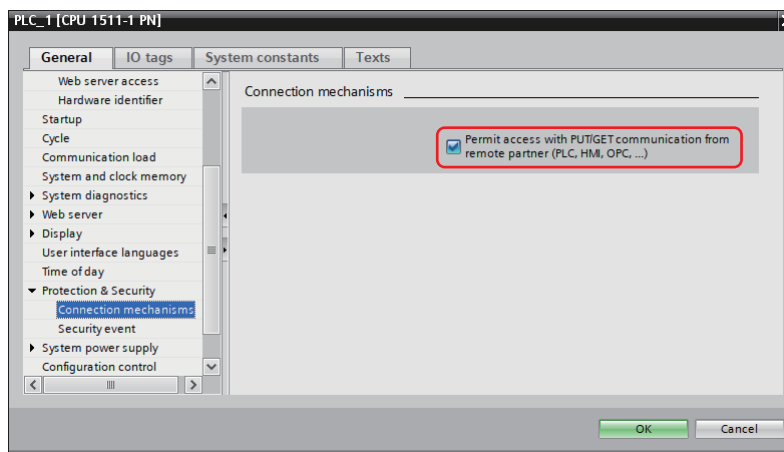 PLC_1 [CPU 1511-1 PN]
General
IO tags
System constants
Texts
Web server access
Hardware identifier
Startup
Cycle
Communication load
System and clock memory
System diagnostics
Web server
Display
User interface languages
Time of day
Protection & Security
Connection mechanisms
Security event
System power supply
Configuration control
Connection mechanisms
Permit access with PUT/GET communication from
remote partner (PLC, HMI, OPC, ...)
OK
Cancel